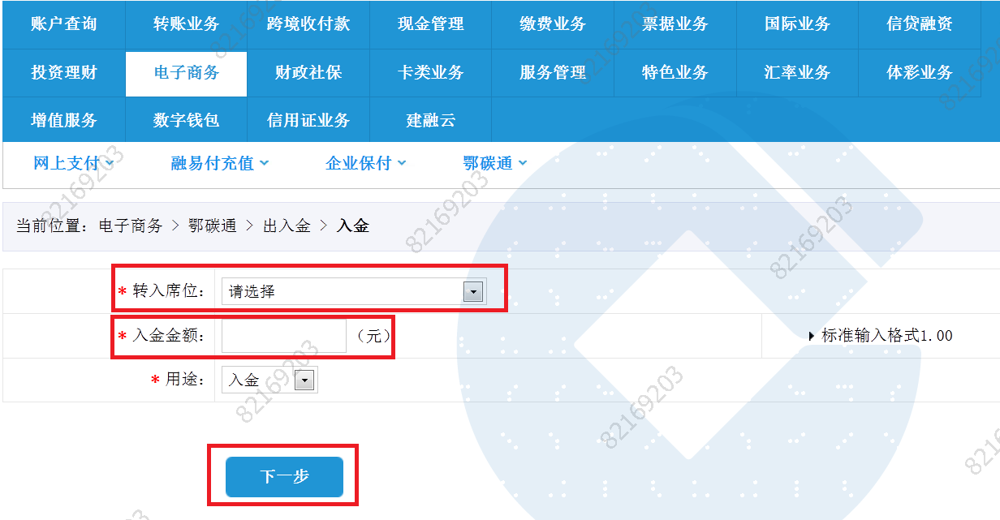 账户查询 转账业务 跨境收付款 现金管理 缴费业务 票据业务 国际业务 信贷融资
投资理财 电子商务 财政社保 卡类业务 服务管理 特色业务 汇率业务 体彩业务
增值服务 数字钱包 信用证业务 建融云
网上支付 融易付充值 企业保付 鄂碳通
当前位置：电子商务 > 鄂碳通 > 出入金 > 入金
* 转入席位： 请选择
* 入金金额： （元） 标准输入格式1.00
* 用途： 入金
下一步
82169203
82169203
82169203
82169203
82169203
82169203